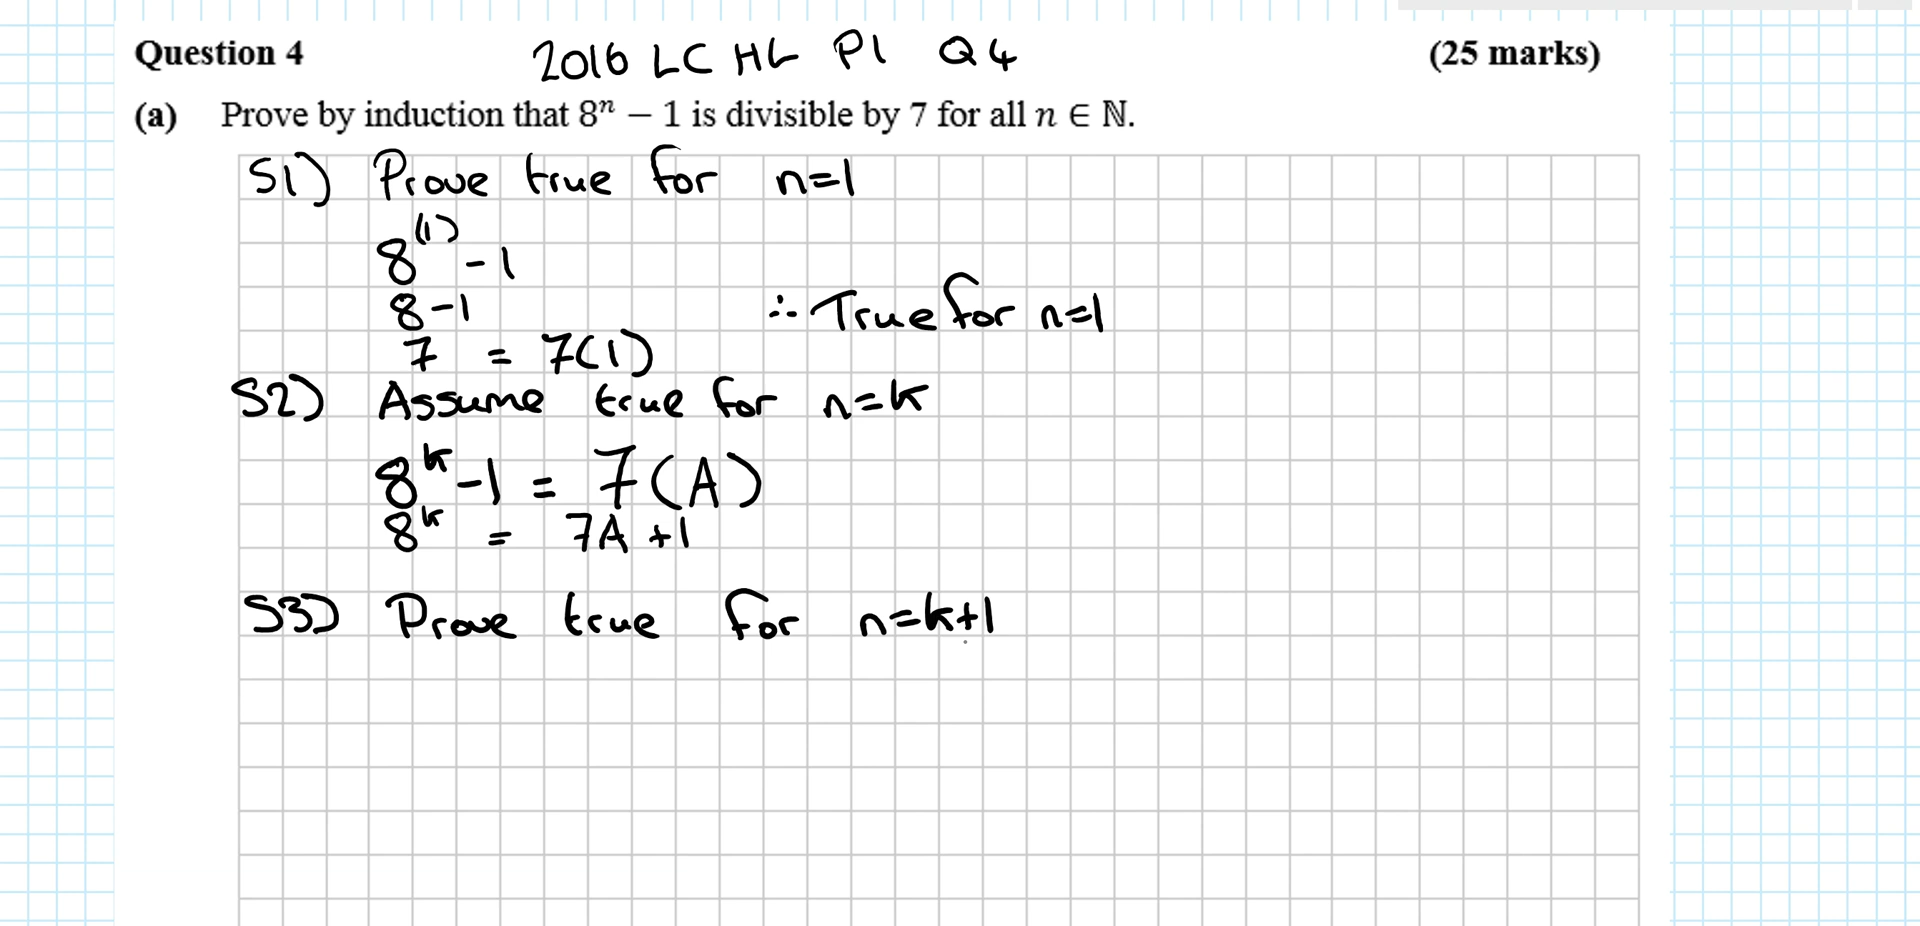 Question 4 2016 LC HL P1 Q4 (25 marks)
(a) Prove by induction that 8ⁿ − 1 is divisible by 7 for all n ∈ ℕ.
S1) Prove true for n=1
8⁽¹⁾ -1
8-1 ∴ True for n=1
7 = 7(1)
S2) Assume true for n=k
8ᵏ-1 = 7(A)
8ᵏ = 7A +1
S3) Prove true for n=k+1